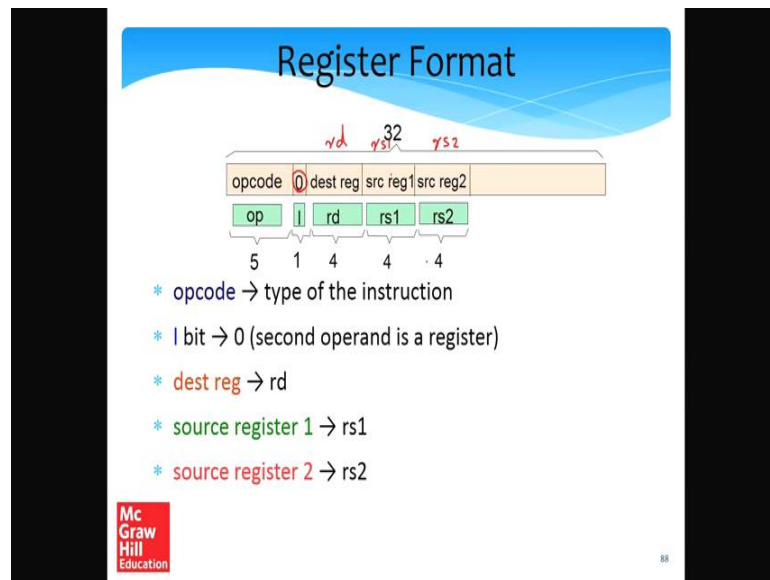 Register Format
32
rd rs1 rs2
opcode 0 dest reg src reg1 src reg2
op I rd rs1 rs2
5 1 4 4 4
* opcode → type of the instruction
* I bit → 0 (second operand is a register)
* dest reg → rd
* source register 1 → rs1
* source register 2 → rs2
Mc
Graw
Hill
Education
88